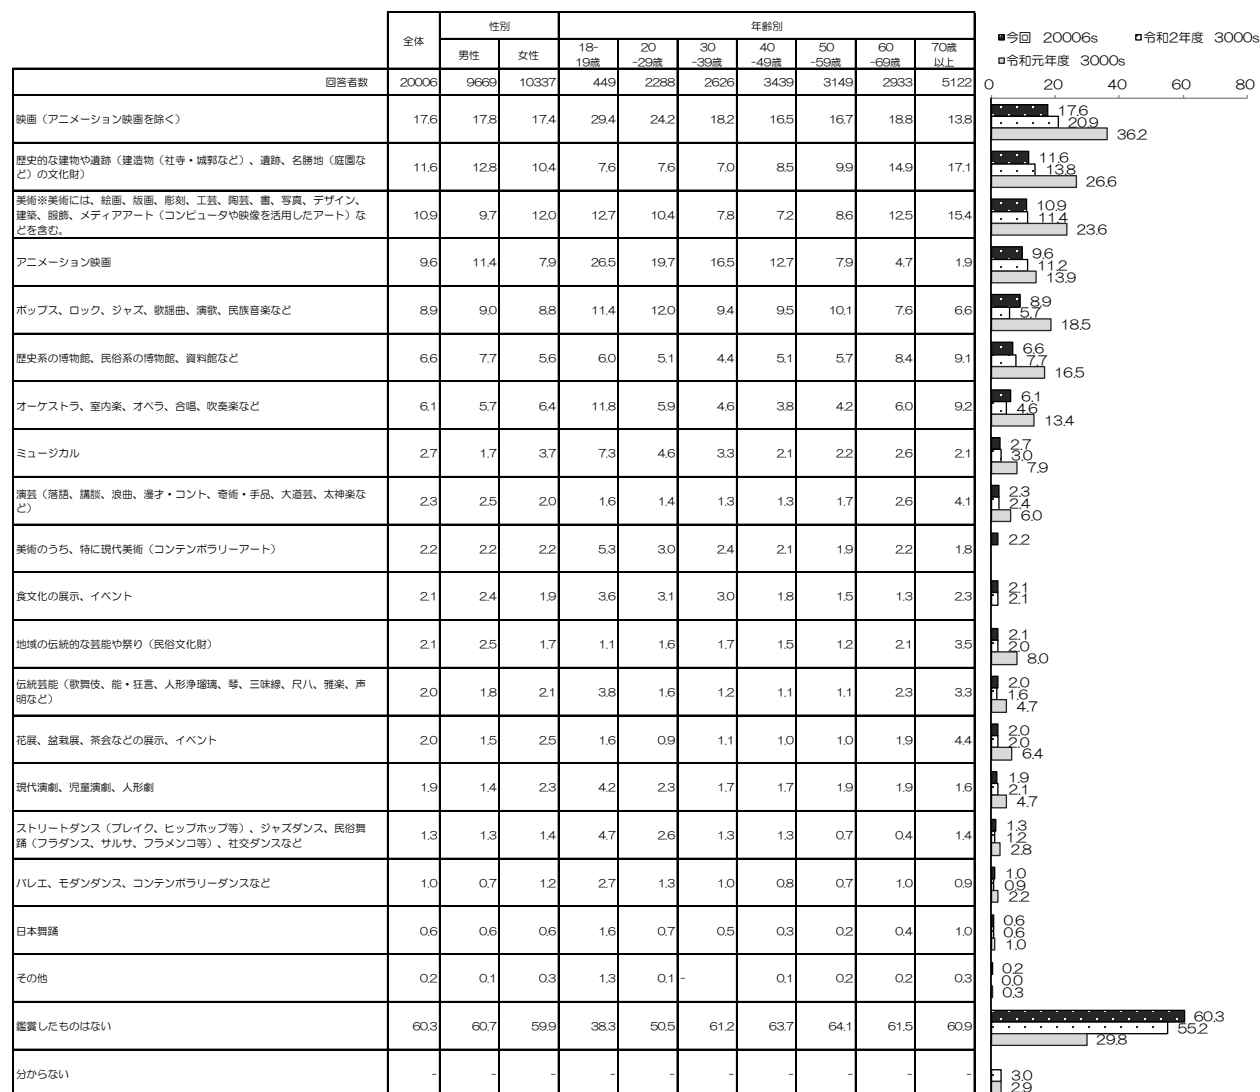 性別
年齢別
全体
男性
女性
18-
19歳
20
-29歳
30
-39歳
40
-49歳
50
-59歳
60
-69歳
70歳
以上
今回 20006s
令和2年度 3000s
令和元年度 3000s
0 20 40 60 80
回答者数 20006 9669 10337 449 2288 2626 3439 3149 2933 5122
映画（アニメーション映画を除く） 17.6 17.8 17.4 29.4 24.2 18.2 16.5 16.7 18.8 13.8
17.6
20.9
36.2
歴史的な建物や遺跡（建造物（社寺・城郭など）、遺跡、名勝地（庭園な
ど）の文化財） 11.6 12.8 10.4 7.6 7.6 7.0 8.5 9.9 14.9 17.1
11.6
13.8
26.6
美術※美術には、絵画、版画、彫刻、工芸、陶芸、書、写真、デザイン、
建築、服飾、メディアアート（コンピュータや映像を活用したアート）な
どを含む。 10.9 9.7 12.0 12.7 10.4 7.8 7.2 8.6 12.5 15.4
10.9
11.4
23.6
アニメーション映画 9.6 11.4 7.9 26.5 19.7 16.5 12.7 7.9 4.7 1.9
9.6
11.2
13.9
ポップス、ロック、ジャズ、歌謡曲、演歌、民族音楽など 8.9 9.0 8.8 11.4 12.0 9.4 9.5 10.1 7.6 6.6
8.9
5.7
18.5
歴史系の博物館、民俗系の博物館、資料館など 6.6 7.7 5.6 6.0 5.1 4.4 5.1 5.7 8.4 9.1
6.6
7.7
16.5
オーケストラ、室内楽、オペラ、合唱、吹奏楽など 6.1 5.7 6.4 11.8 5.9 4.6 3.8 4.2 6.0 9.2
6.1
4.6
13.4
ミュージカル 2.7 1.7 3.7 7.3 4.6 3.3 2.1 2.2 2.6 2.1
2.7
3.0
7.9
演芸（落語、講談、浪曲、漫才・コント、奇術・手品、大道芸、太神楽な
ど） 2.3 2.5 2.0 1.6 1.4 1.3 1.3 1.7 2.6 4.1
2.3
2.4
6.0
美術のうち、特に現代美術（コンテンポラリーアート） 2.2 2.2 2.2 5.3 3.0 2.4 2.1 1.9 2.2 1.8
2.2
食文化の展示、イベント 2.1 2.4 1.9 3.6 3.1 3.0 1.8 1.5 1.3 2.3
2.1
2.1
地域の伝統的な芸能や祭り（民俗文化財） 2.1 2.5 1.7 1.1 1.6 1.7 1.5 1.2 2.1 3.5
2.1
2.0
8.0
伝統芸能（歌舞伎、能・狂言、人形浄瑠璃、琴、三味線、尺八、雅楽、声
明など） 2.0 1.8 2.1 3.8 1.6 1.2 1.1 1.1 2.3 3.3
2.0
1.6
4.7
花展、盆栽展、茶会などの展示、イベント 2.0 1.5 2.5 1.6 0.9 1.1 1.0 1.0 1.9 4.4
2.0
2.0
6.4
現代演劇、児童演劇、人形劇 1.9 1.4 2.3 4.2 2.3 1.7 1.7 1.9 1.9 1.6
1.9
2.1
4.7
ストリートダンス（ブレイク、ヒップホップ等）、ジャズダンス、民俗舞
踊（フラダンス、サルサ、フラメンコ等）、社交ダンスなど 1.3 1.3 1.4 4.7 2.6 1.3 1.3 0.7 0.4 1.4
1.3
1.2
2.8
バレエ、モダンダンス、コンテンポラリーダンスなど 1.0 0.7 1.2 2.7 1.3 1.0 0.8 0.7 1.0 0.9
1.0
0.9
2.2
日本舞踊 0.6 0.6 0.6 1.6 0.7 0.5 0.3 0.2 0.4 1.0
0.6
0.6
1.0
その他 0.2 0.1 0.3 1.3 0.1 - 0.1 0.2 0.2 0.3
0.2
0.0
0.3
鑑賞したものはない 60.3 60.7 59.9 38.3 50.5 61.2 63.7 64.1 61.5 60.9
60.3
55.2
29.8
分からない - - - - - - - - - -
3.0
2.9